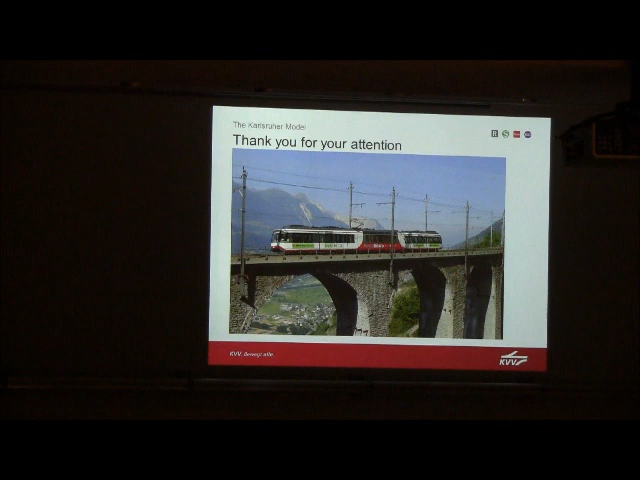 The Karlsruher Model
Thank you for your attention
KVV. Bewegt alle.
KVV